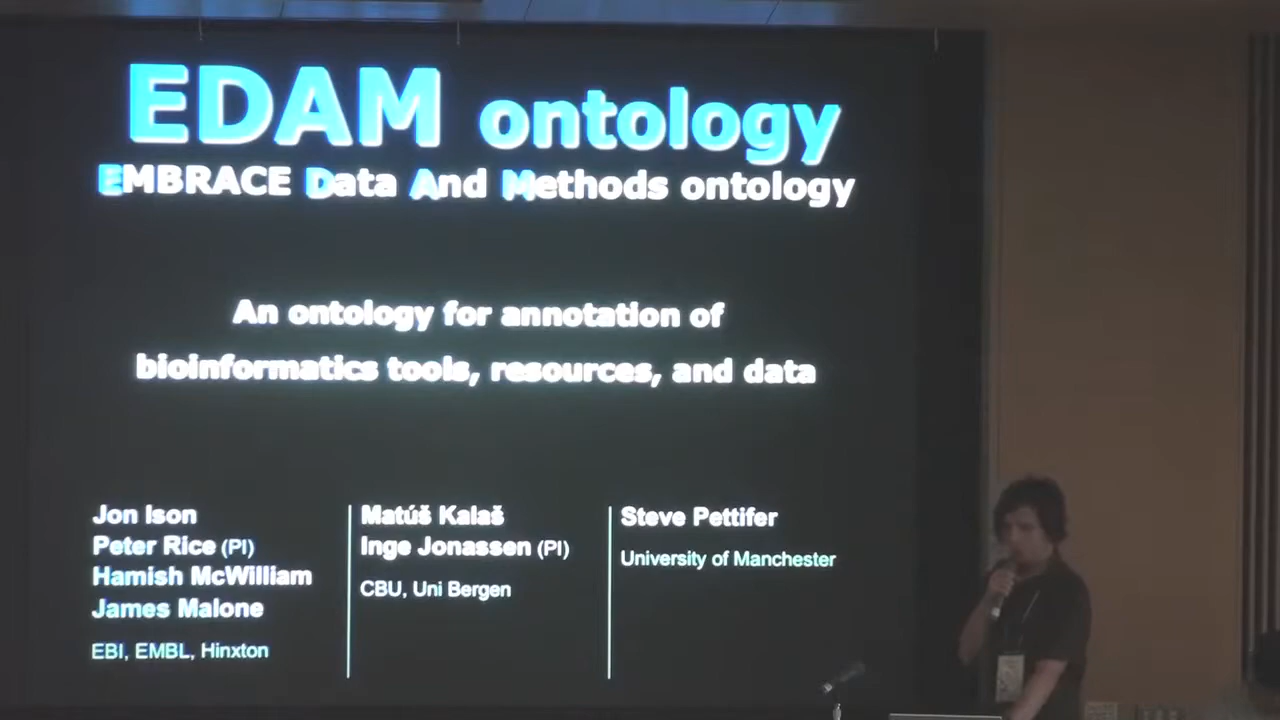 EDAM ontology
EMBRACE Data And Methods ontology
An ontology for annotation of
bioinformatics tools, resources, and data
Jon Ison
Peter Rice (PI)
Hamish McWilliam
James Malone
EBI, EMBL, Hinxton
Matúš Kalaš
Inge Jonassen (PI)
CBU, Uni Bergen
Steve Pettifer
University of Manchester